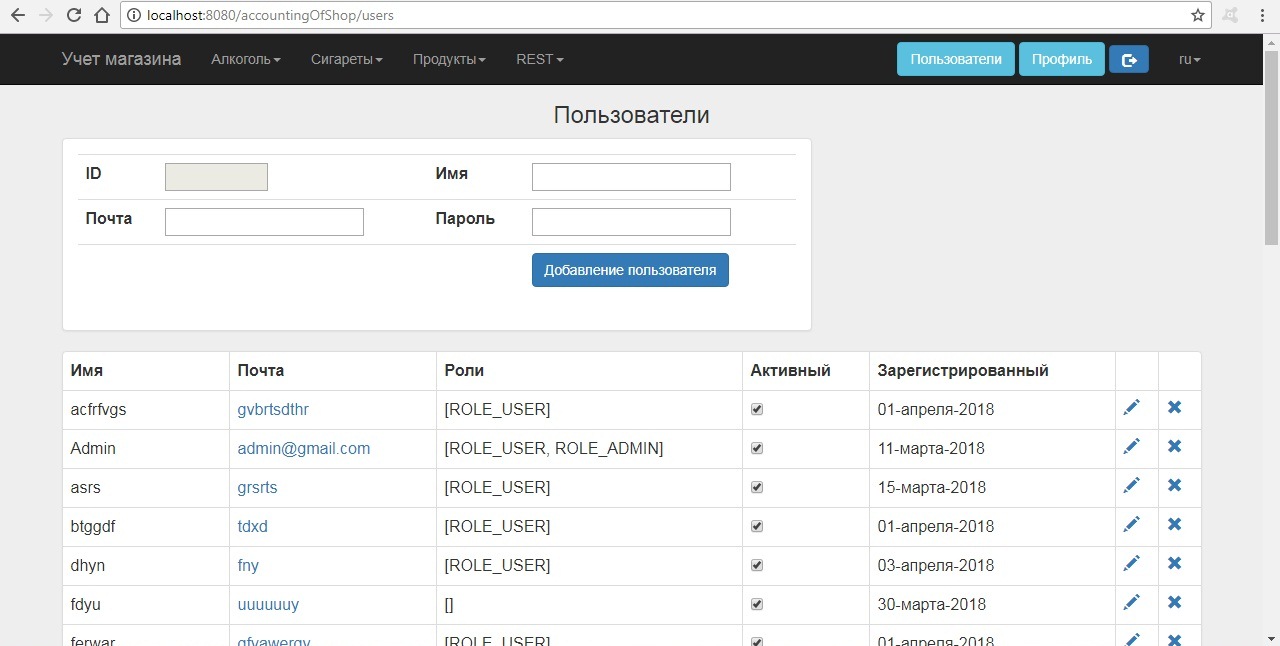 localhost:8080/accountingOfShop/users
Учет магазина Алкоголь Сигареты Продукты REST Пользователи Профиль ru
Пользователи
ID Имя
Почта Пароль
Добавление пользователя
Имя Почта Роли Активный Зарегистрированный
acfrfvgs gvbrtsdthr [ROLE_USER] 01-апреля-2018
Admin admin@gmail.com [ROLE_USER, ROLE_ADMIN] 11-марта-2018
asrs grsrts [ROLE_USER] 15-марта-2018
btggdf tdxd [ROLE_USER] 01-апреля-2018
dhyn fny [ROLE_USER] 03-апреля-2018
fdyu uuuuuuy [] 30-марта-2018
ferwar gfyawergy [ROLE_USER] 01-апреля-2018